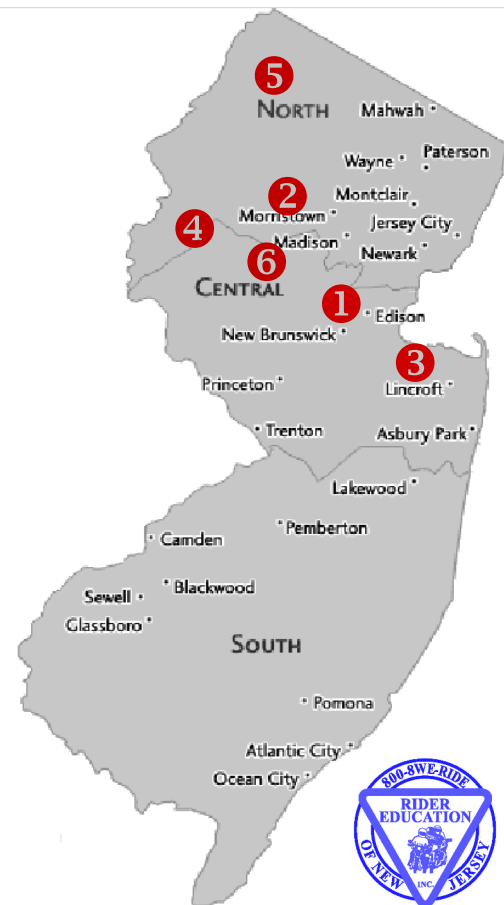 5
NORTH
Mahwah
Wayne
Paterson
2
Montclair
Morristown
4
Jersey City
Madison
Newark
6
CENTRAL
1
Edison
New Brunswick
3
Princeton
Lincroft
Trenton
Asbury Park
Lakewood
Pemberton
Camden
Blackwood
Sewell
Glassboro
SOUTH
Pomona
Atlantic City
Ocean City
800-8WE-RIDE
RIDER
EDUCATION
OF NEW JERSEY
INC.